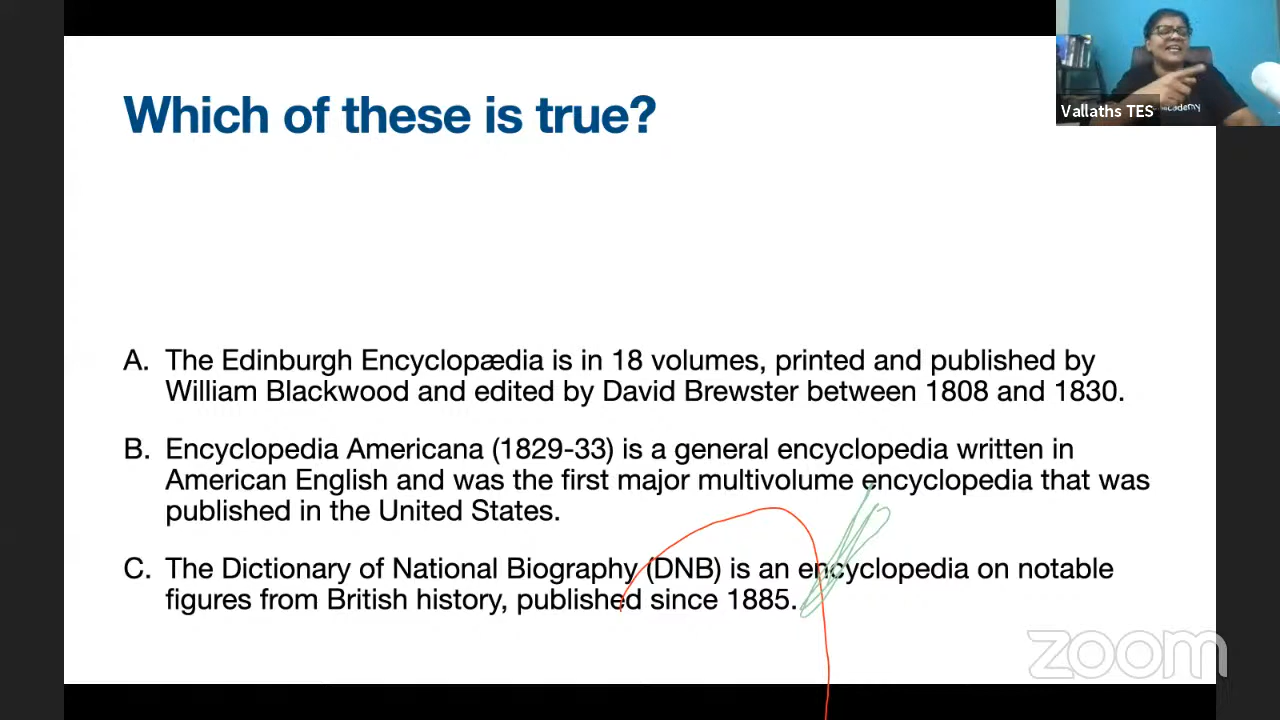 Which of these is true?
Vallaths TES
A. The Edinburgh Encyclopædia is in 18 volumes, printed and published by
William Blackwood and edited by David Brewster between 1808 and 1830.
B. Encyclopedia Americana (1829-33) is a general encyclopedia written in
American English and was the first major multivolume encyclopedia that was
published in the United States.
C. The Dictionary of National Biography (DNB) is an encyclopedia on notable
figures from British history, published since 1885.
zoom